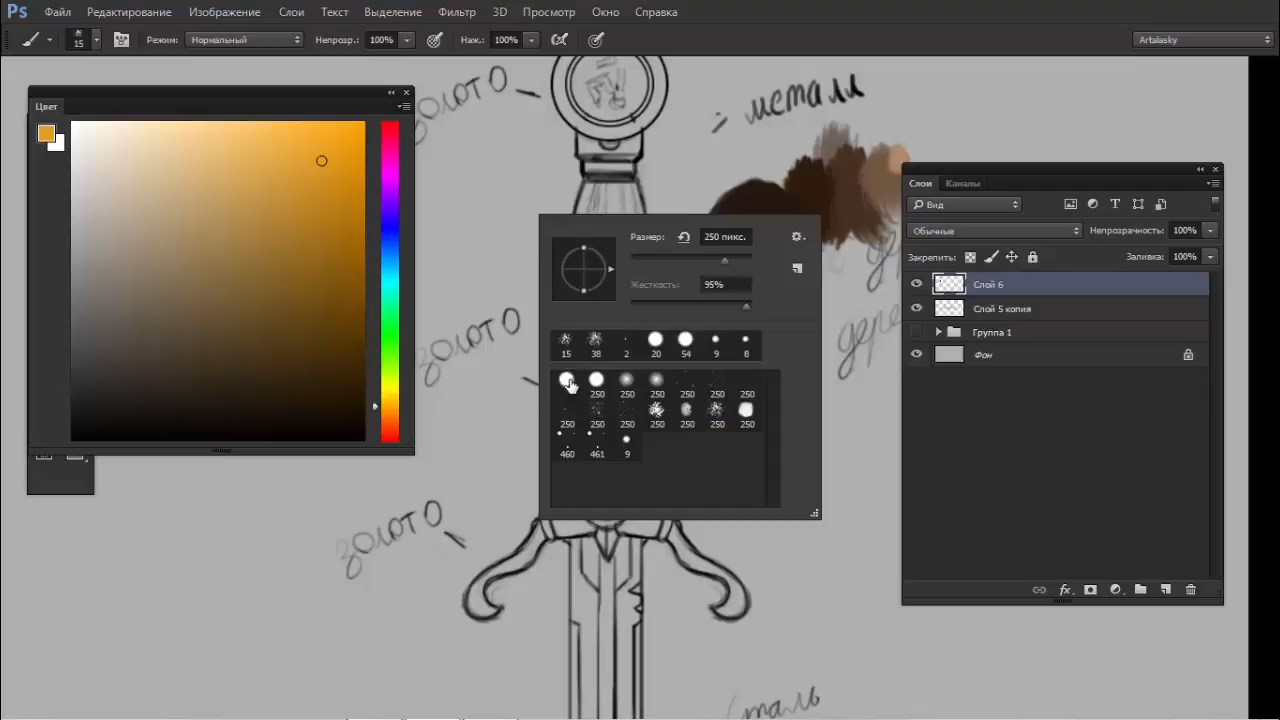 Ps Файл Редактирование Изображение Слои Текст Выделение Фильтр 3D Просмотр Окно Справка
15 Режим: Нормальный Непрозр.: 100% Наж.: 100% Artalasky
Цвет
золото
металл
Слои Каналы
Вид
Обычные Непрозрачность: 100%
Закрепить: Заливка: 100%
Слой 6
Слой 5 копия
Группа 1
Фон
Размер: 250 пикс.
Жесткость: 95%
15 38 2 20 54 9 8
250 250 250 250 250 250
250 250 250 250 250 250 250
460 461 9
золото
золото
сталь